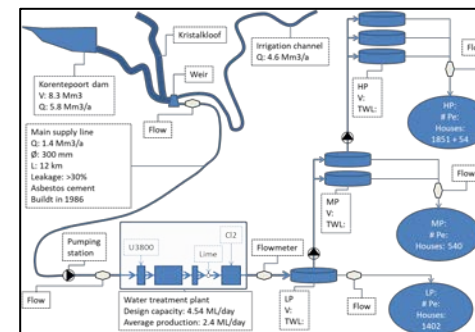 Kristalkloof
Irrigation channel
Q: 4.6 Mm3/a
Korentepoort dam
V: 8.3 Mm3
Q: 5.8 Mm3/a
Weir
Flow
Main supply line
Q: 1.4 Mm3/a
Ø: 300 mm
L: 12 km
Leakage: >30%
Asbestos cement
Buildt in 1986
HP
V:
TWL:
Flo
HP:
# Pe:
Houses:
1851 + 54
MP
V:
TWL:
Flow
MP:
# Pe:
Houses: 540
Pumping
station
Flow
U3800
Lime
Cl2
Flowmeter
Water treatment plant
Design capacity: 4.54 ML/day
Average production: 2.4 ML/day
LP
V:
TWL:
Flow
LP:
# Pe:
Houses:
1402